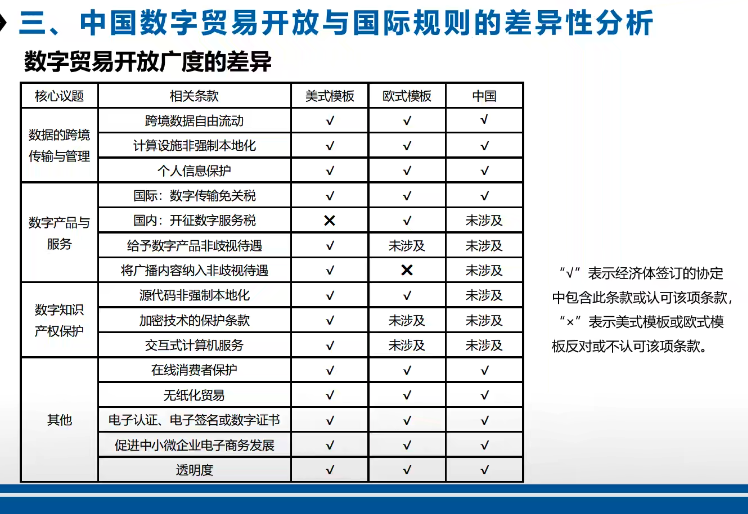 三、中国数字贸易开放与国际规则的差异性分析
数字贸易开放广度的差异
核心议题 相关条款 美式模板 欧式模板 中国
数据的跨境传输与管理 跨境数据自由流动 √ √ √
计算设施非强制本地化 √ √ √
个人信息保护 √ √ √
数字产品与服务 国际：数字传输免关税 √ √ √
国内：开征数字服务税 × √ 未涉及
给予数字产品非歧视待遇 √ 未涉及 未涉及
将广播内容纳入非歧视待遇 √ × 未涉及
数字知识产权保护 源代码非强制本地化 √ √ 未涉及
加密技术的保护条款 √ 未涉及 未涉及
交互式计算机服务 √ 未涉及 未涉及
其他 在线消费者保护 √ √ √
无纸化贸易 √ √ √
电子认证、电子签名或数字证书 √ √ √
促进中小微企业电子商务发展 √ √ √
透明度 √ √ √
“√”表示经济体签订的协定
中包含此条款或认可该项条款，
“×”表示美式模板或欧式模
板反对或不认可该项条款。